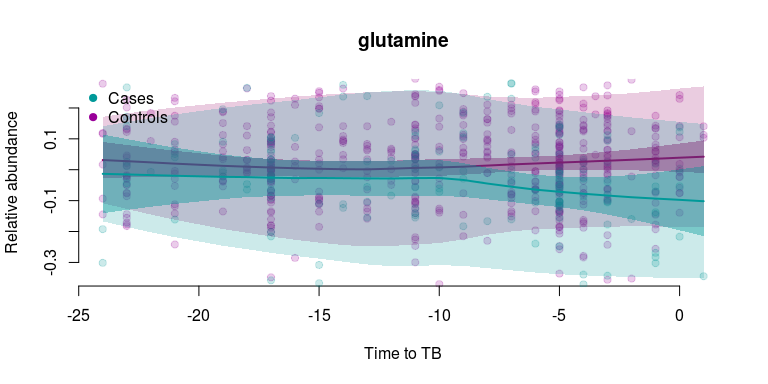 glutamine
Cases
Controls
Relative abundance
0.1
-0.1
-0.3
-25 -20 -15 -10 -5 0
Time to TB